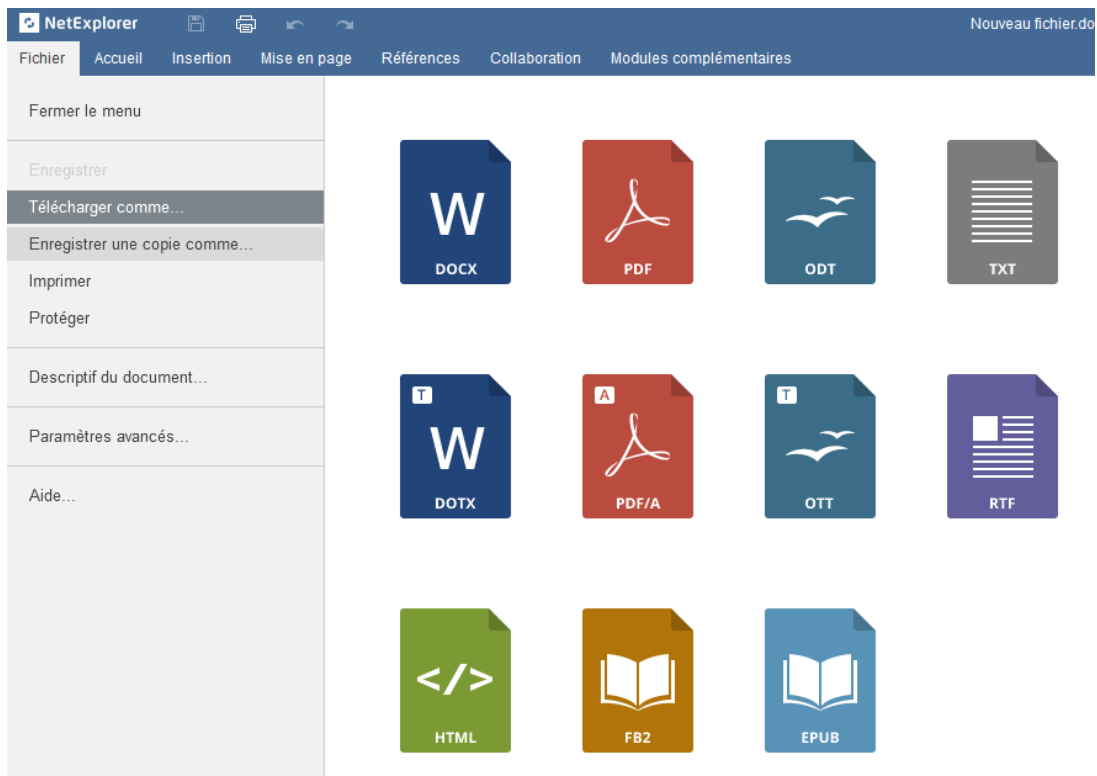 NetExplorer
Nouveau fichier.do
Fichier Accueil Insertion Mise en page Références Collaboration Modules complémentaires
Fermer le menu
Enregistrer
Télécharger comme...
Enregistrer une copie comme...
Imprimer
Protéger
Descriptif du document...
Paramètres avancés...
Aide...
W
DOCX
PDF
ODT
TXT
T
W
DOTX
A
PDF/A
T
OTT
RTF
</>
HTML
FB2
EPUB